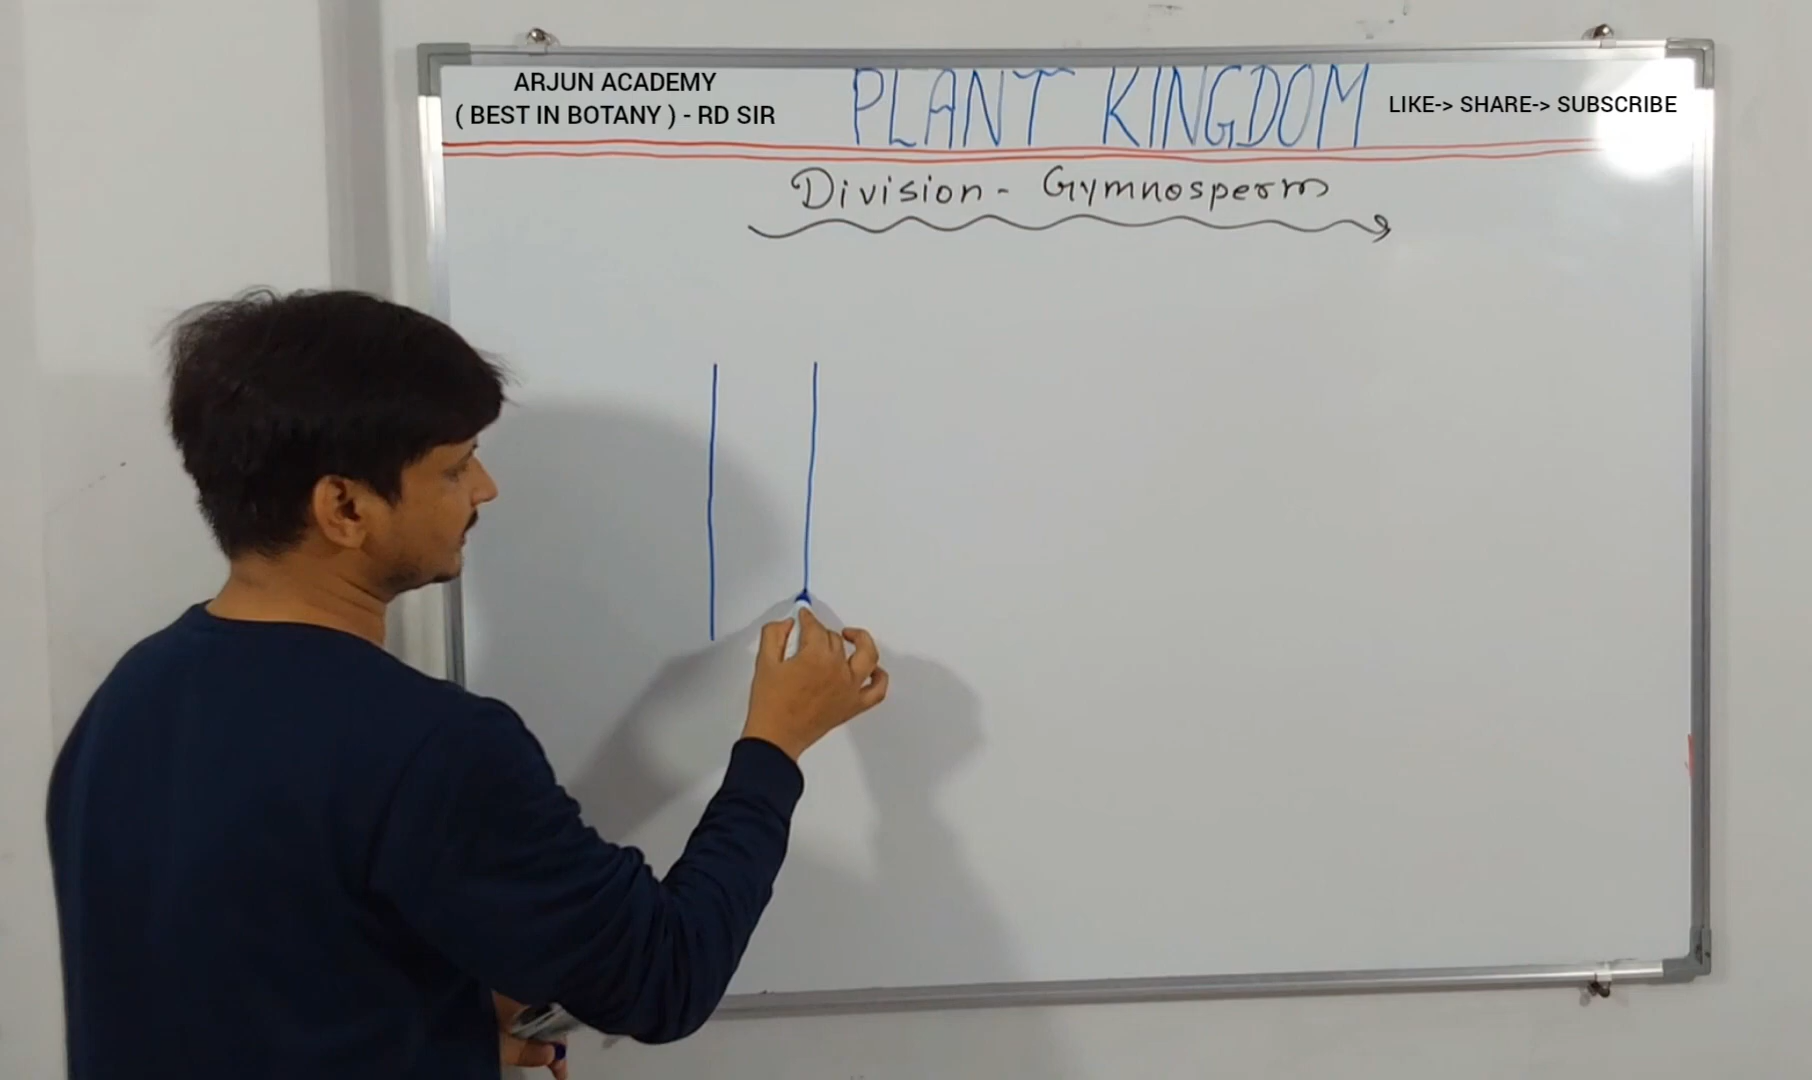 ARJUN ACADEMY
( BEST IN BOTANY ) - RD SIR
PLANT KINGDOM
LIKE-> SHARE-> SUBSCRIBE
Division - Gymnosperm